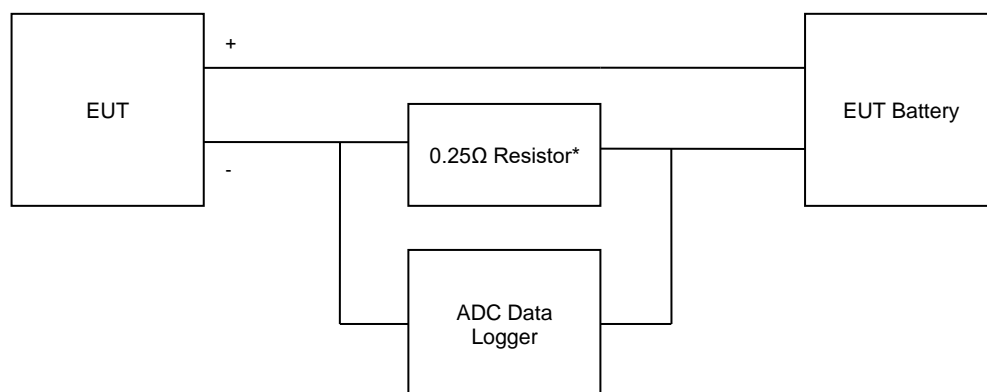 +
EUT
EUT Battery
0.25Ω Resistor*
-
ADC Data
Logger